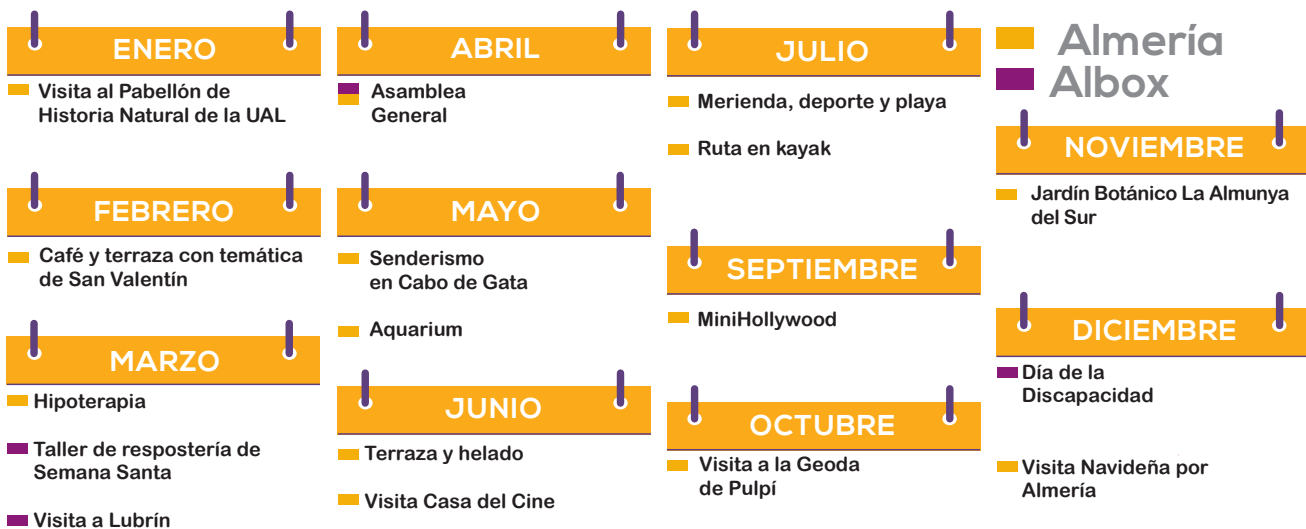 ENERO
Visita al Pabellón de
Historia Natural de la UAL
FEBRERO
Café y terraza con temática
de San Valentín
MARZO
Hipoterapia
Taller de respostería de
Semana Santa
Visita a Lubrín
ABRIL
Asamblea
General
MAYO
Senderismo
en Cabo de Gata
Aquarium
JUNIO
Terraza y helado
Visita Casa del Cine
JULIO
Merienda, deporte y playa
Ruta en kayak
SEPTIEMBRE
MiniHollywood
OCTUBRE
Visita a la Geoda
de Pulpí
Almería
Albox
NOVIEMBRE
Jardín Botánico La Almunya
del Sur
DICIEMBRE
Día de la
Discapacidad
Visita Navideña por
Almería